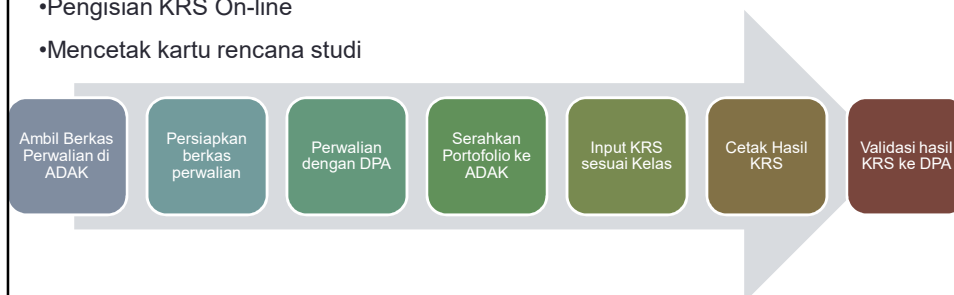 •Pengisian KRS On-line
•Mencetak kartu rencana studi
Ambil Berkas
Perwalian di
ADAK
Persiapkan
berkas
perwalian
Perwalian
dengan DPA
Serahkan
Portofolio ke
ADAK
Input KRS
sesuai Kelas
Cetak Hasil
KRS
Validasi hasil
KRS ke DPA